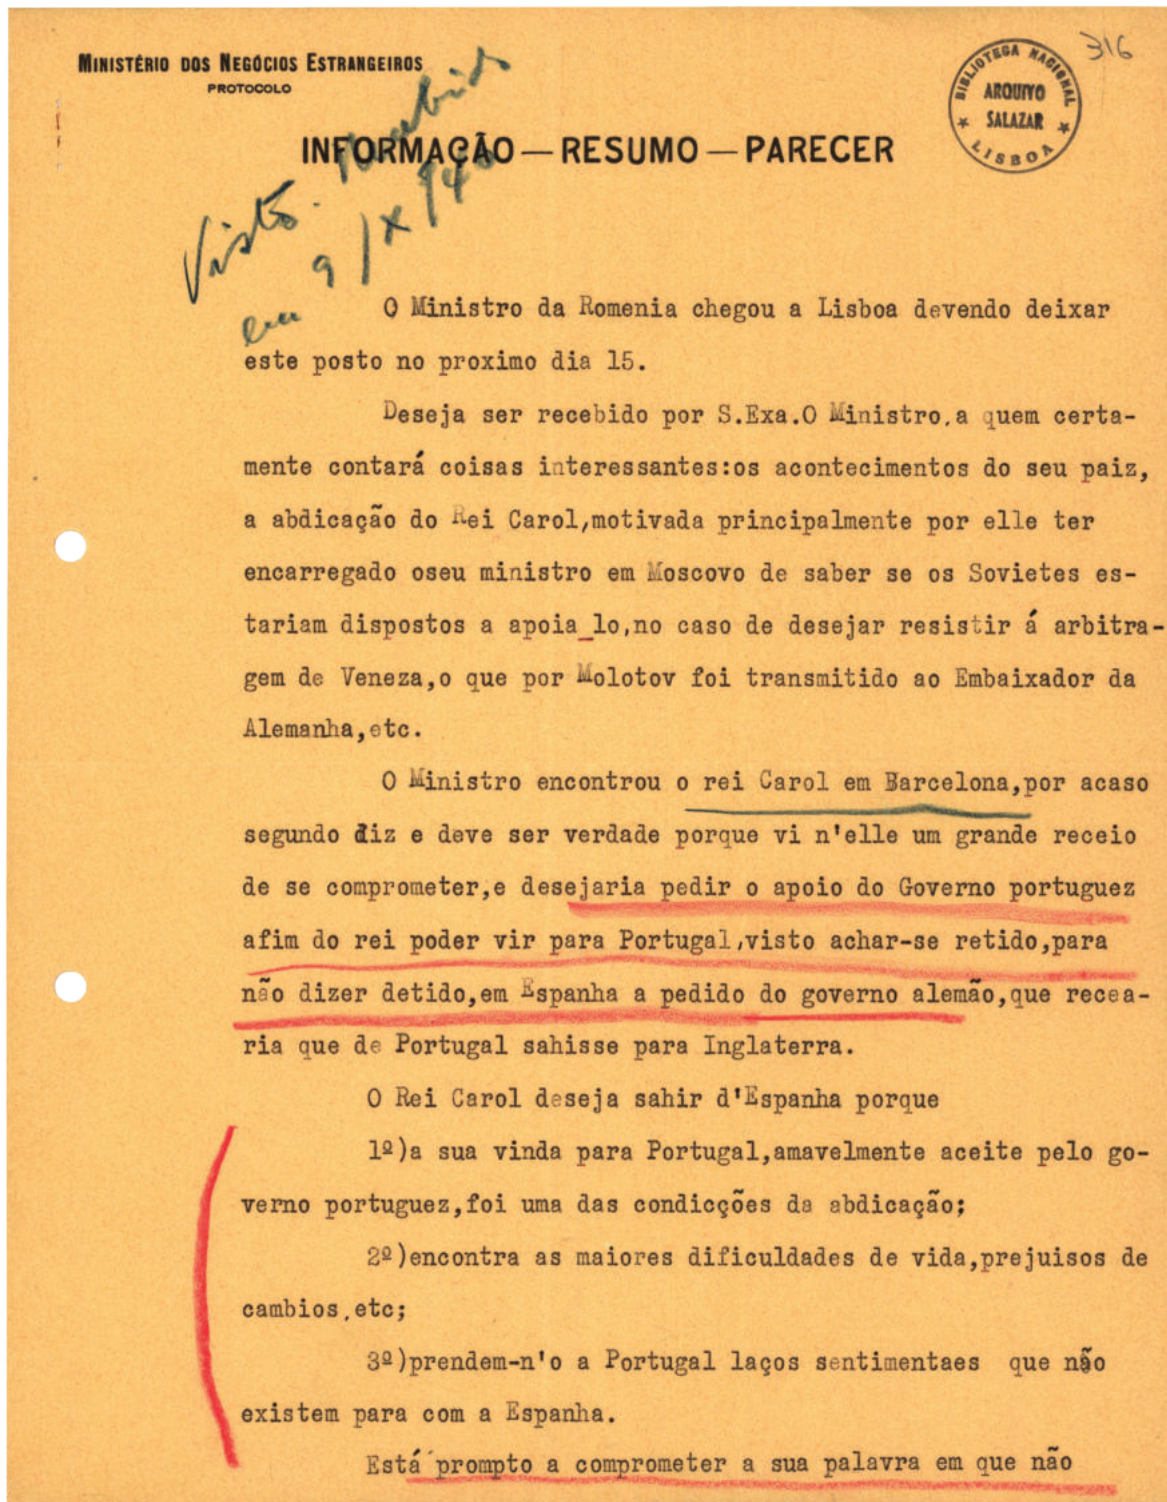 316
MINISTÉRIO DOS NEGÓCIOS ESTRANGEIROS
PROTOCOLO
BIBLIOTECA NACIONAL
ARQUIVO
SALAZAR
LISBOA
INFORMAÇÃO — RESUMO — PARECER
Visto. Recebido
em 9/X/940
O Ministro da Romenia chegou a Lisboa devendo deixar
este posto no proximo dia 15.
Deseja ser recebido por S.Exa.O Ministro,a quem certa-
mente contará coisas interessantes:os acontecimentos do seu paiz,
a abdicação do Rei Carol,motivada principalmente por elle ter
encarregado oseu ministro em Moscovo de saber se os Sovietes es-
tariam dispostos a apoia_lo,no caso de desejar resistir á arbitra-
gem de Veneza,o que por Molotov foi transmitido ao Embaixador da
Alemanha,etc.
O Ministro encontrou o rei Carol em Barcelona,por acaso
segundo diz e deve ser verdade porque vi n'elle um grande receio
de se comprometer,e desejaria pedir o apoio do Governo portuguez
afim do rei poder vir para Portugal,visto achar-se retido,para
não dizer detido,em Espanha a pedido do governo alemão,que recea-
ria que de Portugal sahisse para Inglaterra.
O Rei Carol deseja sahir d'Espanha porque
1º)a sua vinda para Portugal,amavelmente aceite pelo go-
verno portuguez,foi uma das condicções da abdicação;
2º)encontra as maiores dificuldades de vida,prejuisos de
cambios,etc;
3º)prendem-n'o a Portugal laços sentimentaes que não
existem para com a Espanha.
Está prompto a comprometer a sua palavra em que não